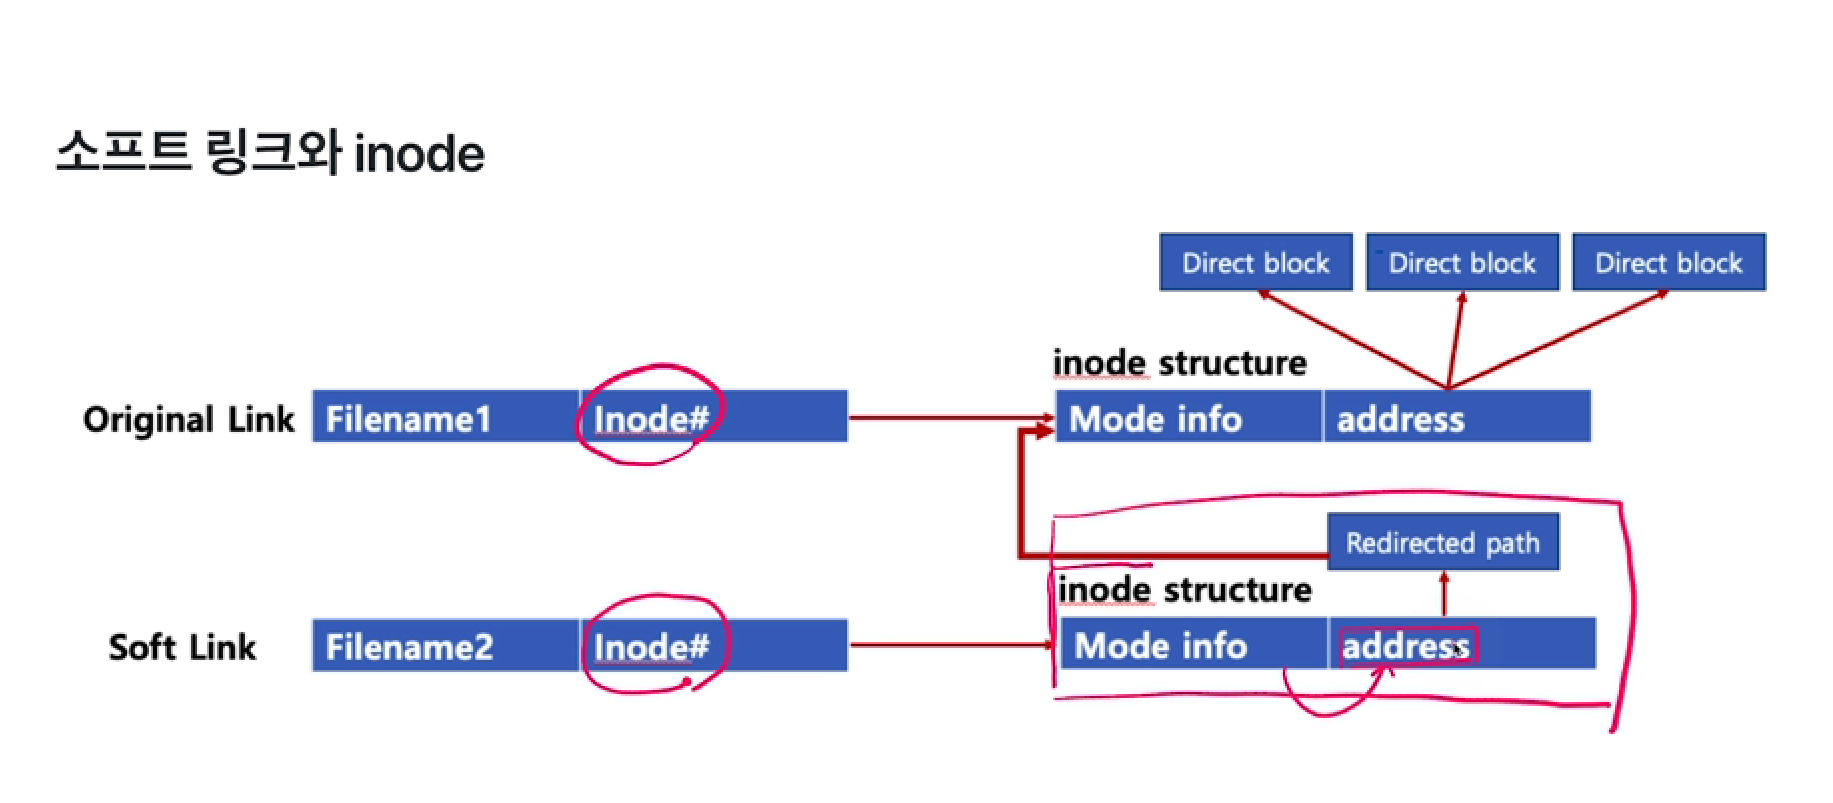 소프트 링크와 inode
Direct block Direct block Direct block
inode structure
Original Link Filename1 Inode# Mode info address
Redirected path
inode structure
Soft Link Filename2 Inode# Mode info address